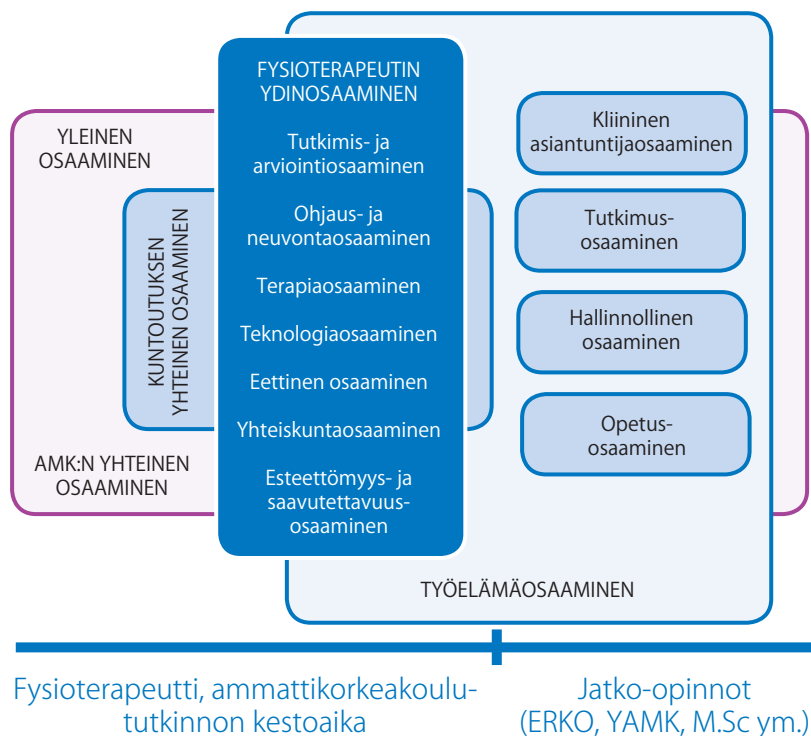 YLEINEN
OSAAMINEN
AMK:N YHTEINEN
OSAAMINEN
KUNTOUTUKSEN
YHTEINEN OSAAMINEN
FYSIOTERAPEUTIN
YDINOSAAMINEN
Tutkimis- ja
arviointiosaaminen
Ohjaus- ja
neuvontaosaaminen
Terapiaosaaminen
Teknologiaosaaminen
Eettinen osaaminen
Yhteiskuntaosaaminen
Esteettömyys- ja
saavutettavuus-
osaaminen
Kliininen
asiantuntijaosaaminen
Tutkimus-
osaaminen
Hallinnollinen
osaaminen
Opetus-
osaaminen
TYÖELÄMÄOSAAMINEN
Fysioterapeutti, ammattikorkeakoulu-
tutkinnon kestoaika
Jatko-opinnot
(ERKO, YAMK, M.Sc ym.)